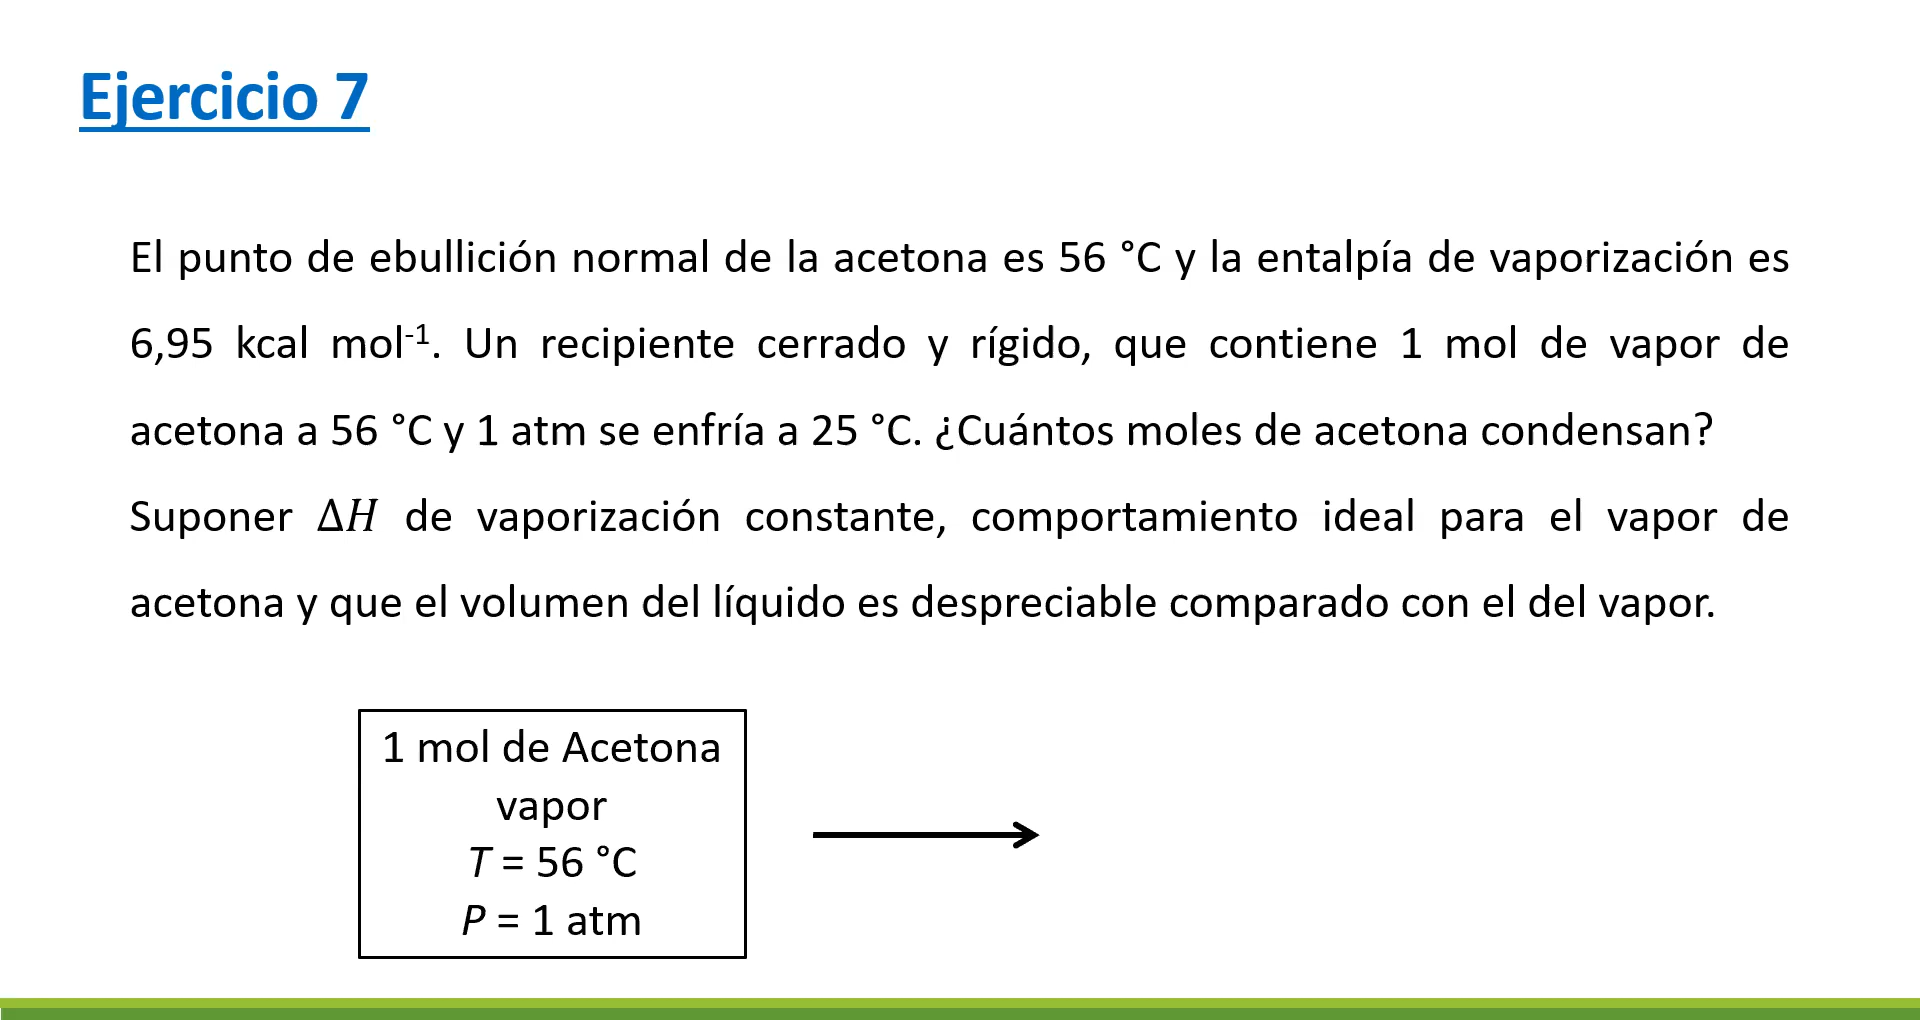 Ejercicio 7
El punto de ebullición normal de la acetona es 56 °C y la entalpía de vaporización es
6,95 kcal mol⁻¹. Un recipiente cerrado y rígido, que contiene 1 mol de vapor de
acetona a 56 °C y 1 atm se enfría a 25 °C. ¿Cuántos moles de acetona condensan?
Suponer Δ𝐻 de vaporización constante, comportamiento ideal para el vapor de
acetona y que el volumen del líquido es despreciable comparado con el del vapor.
1 mol de Acetona
vapor
T = 56 °C
P = 1 atm